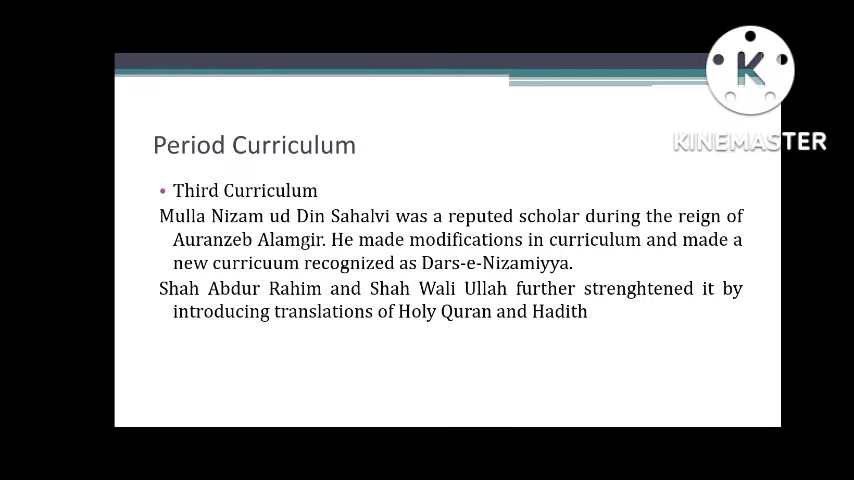 KINEMASTER
Period Curriculum
• Third Curriculum
Mulla Nizam ud Din Sahalvi was a reputed scholar during the reign of
Auranzeb Alamgir. He made modifications in curriculum and made a
new curricuum recognized as Dars-e-Nizamiyya.
Shah Abdur Rahim and Shah Wali Ullah further strenghtened it by
introducing translations of Holy Quran and Hadith